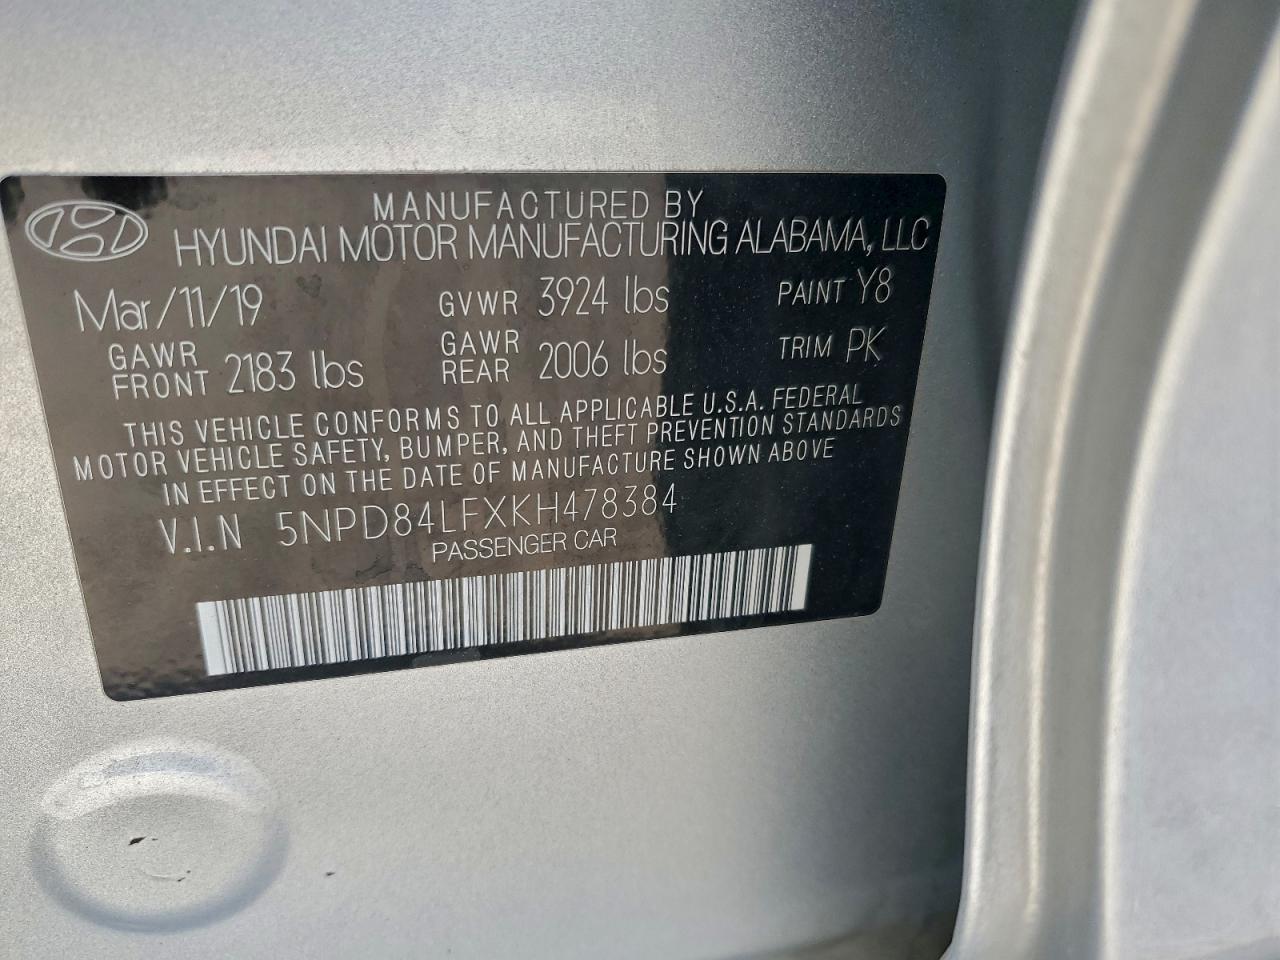 MANUFACTURED BY
HYUNDAI MOTOR MANUFACTURING ALABAMA, LLC
Mar/11/19 GVWR 3924 lbs PAINT Y8
GAWR FRONT 2183 lbs GAWR REAR 2006 lbs TRIM PK
THIS VEHICLE CONFORMS TO ALL APPLICABLE U.S.A. FEDERAL
MOTOR VEHICLE SAFETY, BUMPER, AND THEFT PREVENTION STANDARDS
IN EFFECT ON THE DATE OF MANUFACTURE SHOWN ABOVE
V.I.N 5NPD84LFXKH478384
PASSENGER CAR